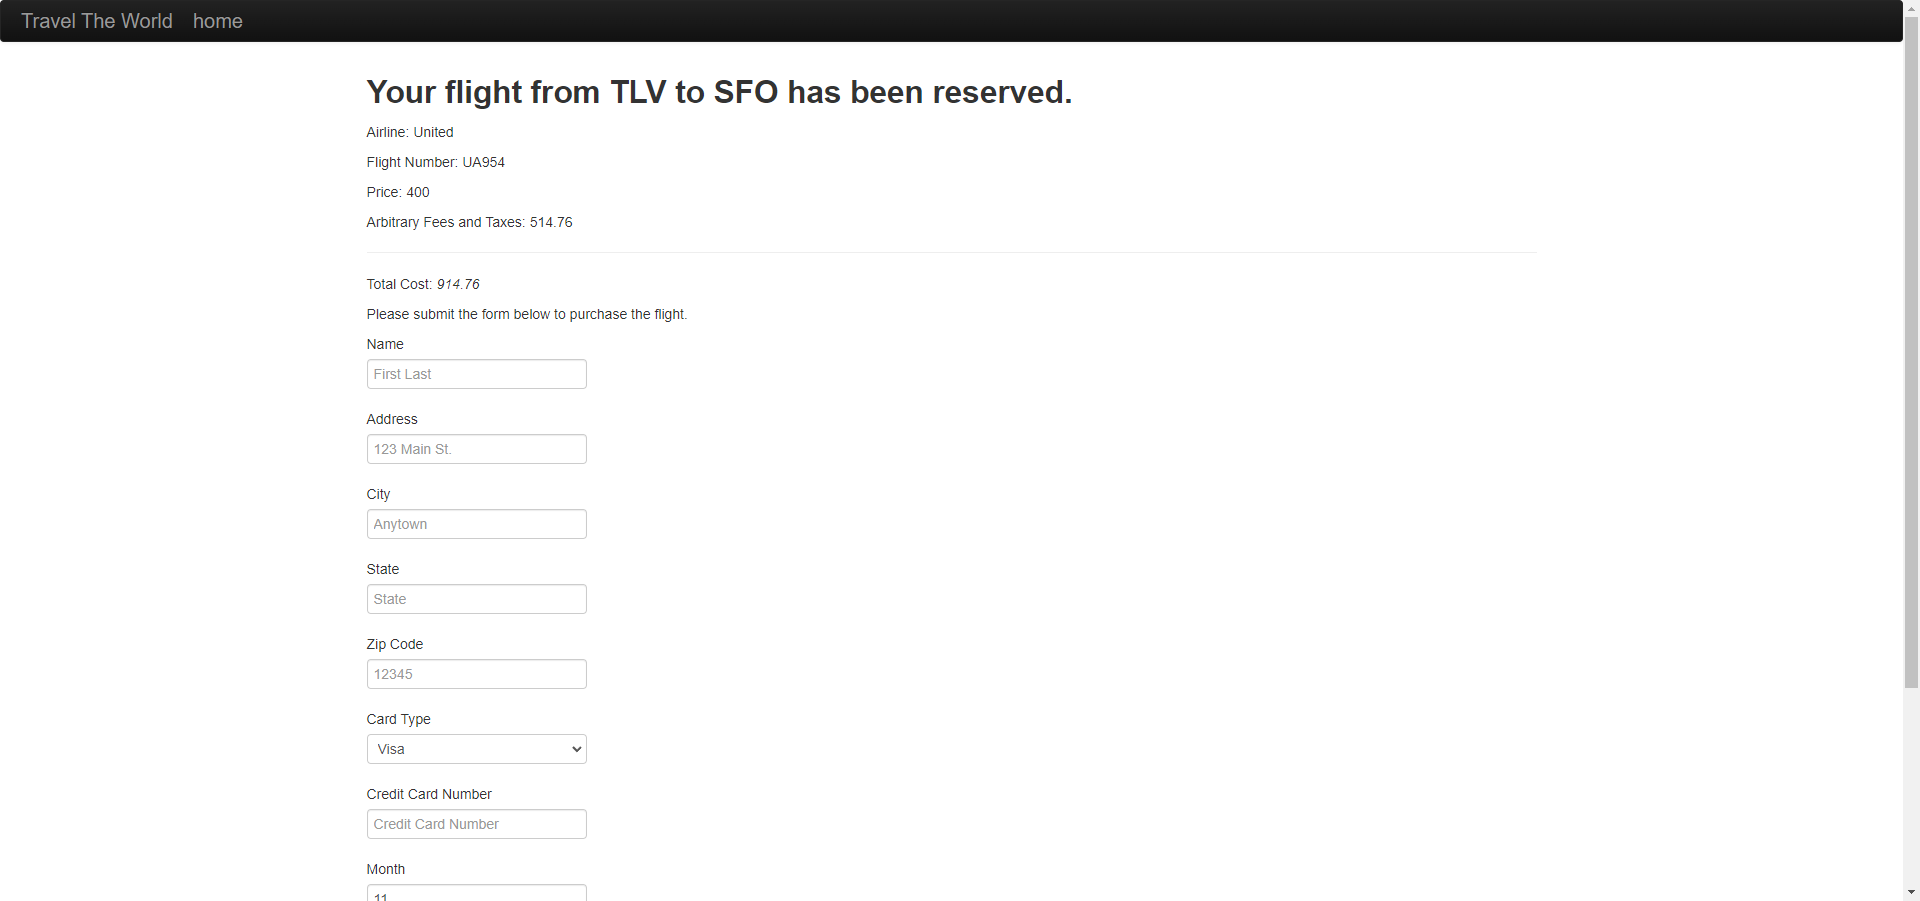 Travel The World home
Your flight from TLV to SFO has been reserved.
Airline: United
Flight Number: UA954
Price: 400
Arbitrary Fees and Taxes: 514.76
Total Cost: 914.76
Please submit the form below to purchase the flight.
Name
First Last
Address
123 Main St.
City
Anytown
State
State
Zip Code
12345
Card Type
Visa
Credit Card Number
Credit Card Number
Month
11